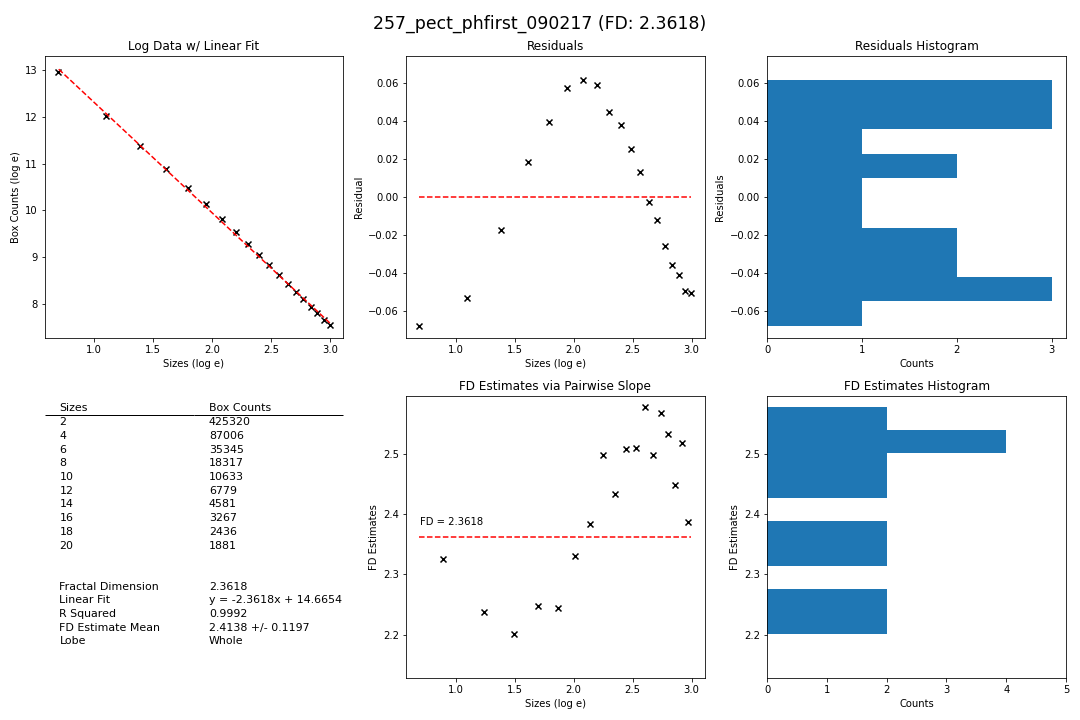 257_pect_phfirst_090217 (FD: 2.3618)
Log Data w/ Linear Fit
Box Counts (log e)
13
12
11
10
9
8
1.0 1.5 2.0 2.5 3.0
Sizes (log e)
Residuals
Residual
0.06
0.04
0.02
0.00
−0.02
−0.04
−0.06
1.0 1.5 2.0 2.5 3.0
Sizes (log e)
Residuals Histogram
Residuals
0.06
0.04
0.02
0.00
−0.02
−0.04
−0.06
0 1 2 3
Counts
Sizes Box Counts
2 425320
4 87006
6 35345
8 18317
10 10633
12 6779
14 4581
16 3267
18 2436
20 1881
Fractal Dimension 2.3618
Linear Fit y = -2.3618x + 14.6654
R Squared 0.9992
FD Estimate Mean 2.4138 +/- 0.1197
Lobe Whole
FD Estimates via Pairwise Slope
FD Estimates
2.5
2.4
2.3
2.2
FD = 2.3618
1.0 1.5 2.0 2.5 3.0
Sizes (log e)
FD Estimates Histogram
FD Estimates
2.5
2.4
2.3
2.2
0 1 2 3 4 5
Counts